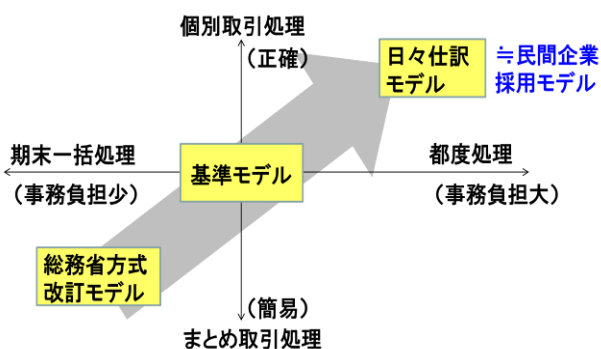 個別取引処理
（正確）
日々仕訳
モデル
≒民間企業
採用モデル
期末一括処理
（事務負担少）
基準モデル
都度処理
（事務負担大）
総務省方式
改訂モデル
（簡易）
まとめ取引処理